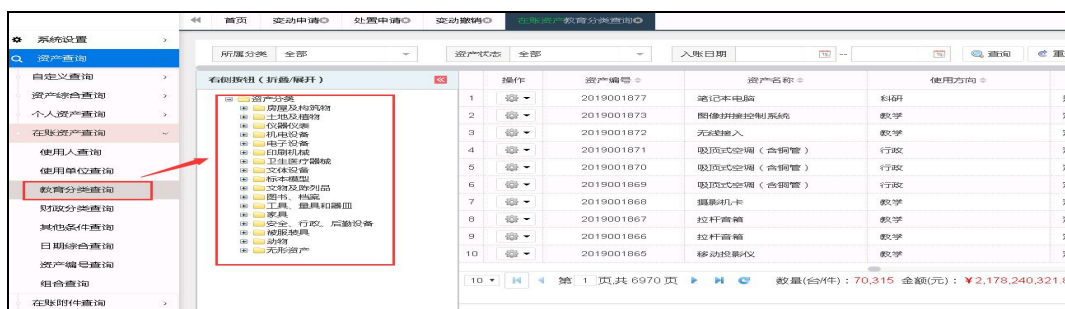 首页 变动申请 处置申请 变动撤销 在账资产教育分类查询
系统设置
资产查询
自定义查询
资产综合查询
个人资产查询
在账资产查询
使用人查询
使用单位查询
教育分类查询
财政分类查询
其他条件查询
日期综合查询
资产编号查询
组合查询
在账附件查询
所属分类 全部 资产状态 全部 入账日期 -- 查询
右侧按钮（折叠/展开）
资产分类
房屋及构筑物
土地及植物
仪器仪表
机电设备
电子设备
印刷机械
卫生医疗器械
文体设备
标本模型
文物及陈列品
图书、档案
工具、量具和器皿
家具
安全、行政、后勤设备
被服装具
动物
无形资产
操作 资产编号 资产名称 使用方向
1 2019001877 笔记本电脑 科研
2 2019001873 图像拼接控制系统 教学
3 2019001872 无线接入 教学
4 2019001871 吸顶式空调（含铜管） 行政
5 2019001870 吸顶式空调（含铜管） 行政
6 2019001869 吸顶式空调（含铜管） 行政
7 2019001868 摄影机卡 教学
8 2019001867 拉杆音箱 教学
9 2019001866 拉杆音箱 教学
10 2019001865 移动投影仪 教学
10 第 1 页,共 6970 页 数量(台/件)：70,315 金额(元)：¥2,178,240,321.